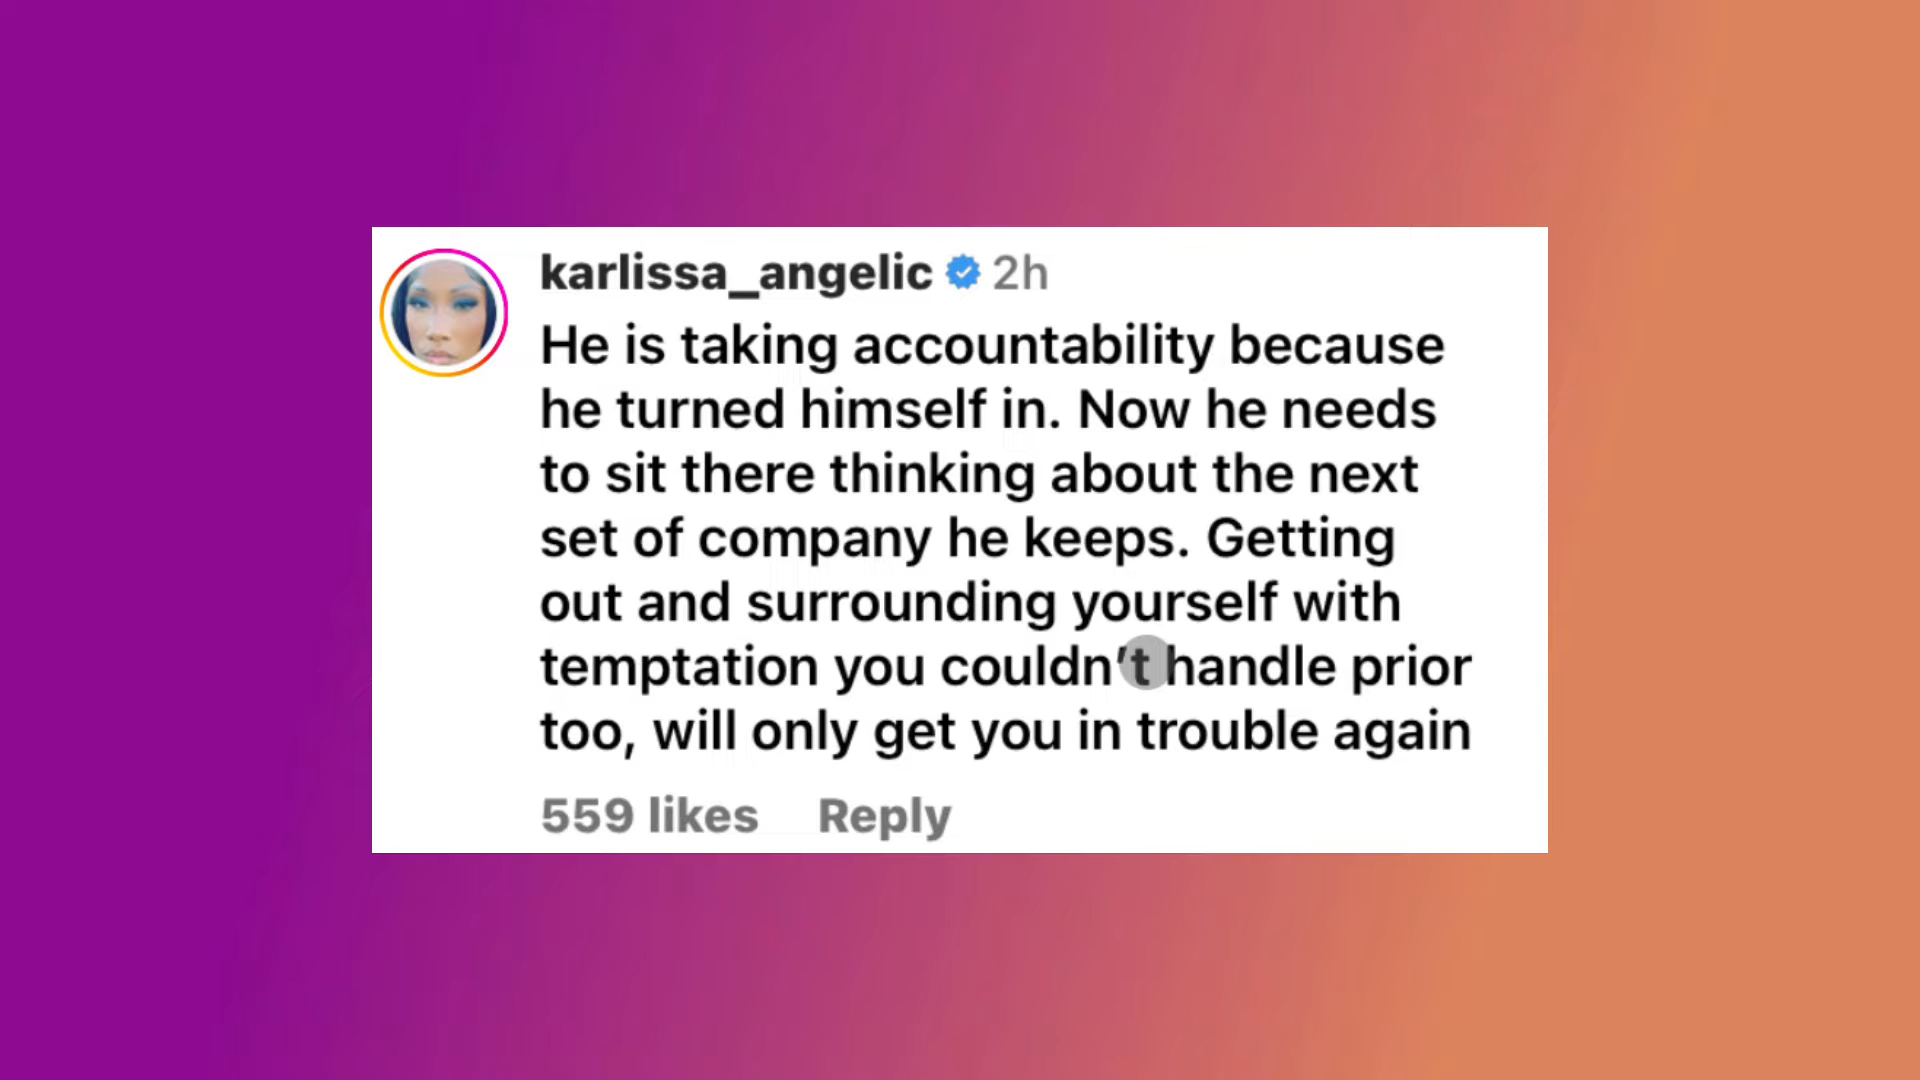 karlissa_angelic 2h
He is taking accountability because
he turned himself in. Now he needs
to sit there thinking about the next
set of company he keeps. Getting
out and surrounding yourself with
temptation you couldn't handle prior
too, will only get you in trouble again
559 likes Reply